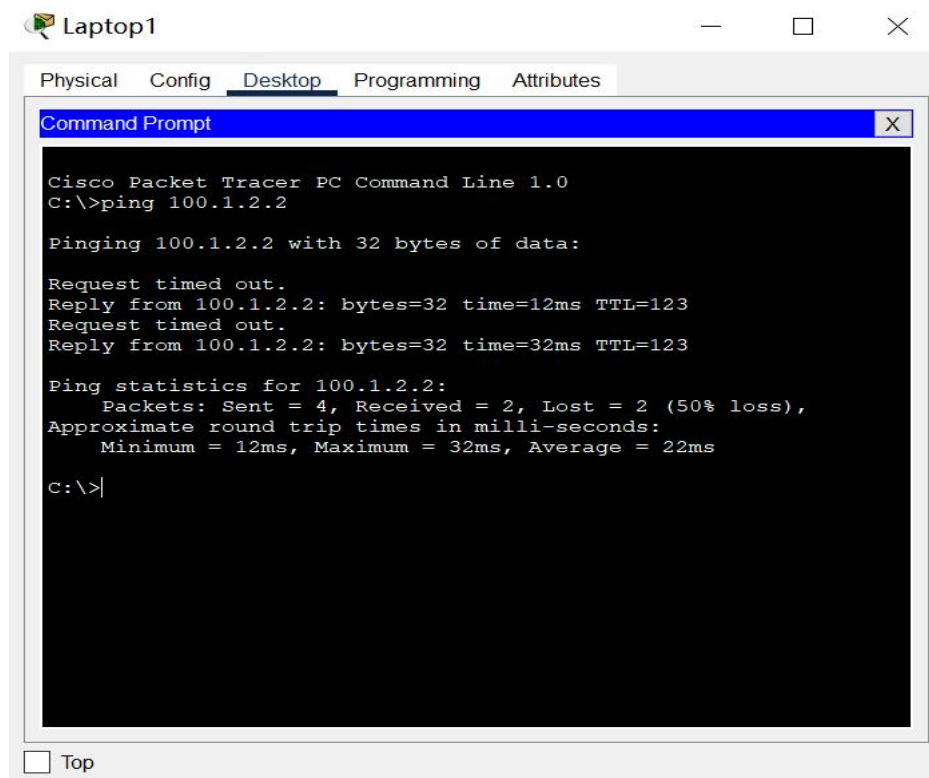 Laptop1
Physical Config Desktop Programming Attributes
Command Prompt X
Cisco Packet Tracer PC Command Line 1.0
C:\>ping 100.1.2.2
Pinging 100.1.2.2 with 32 bytes of data:
Request timed out.
Reply from 100.1.2.2: bytes=32 time=12ms TTL=123
Request timed out.
Reply from 100.1.2.2: bytes=32 time=32ms TTL=123
Ping statistics for 100.1.2.2:
Packets: Sent = 4, Received = 2, Lost = 2 (50% loss),
Approximate round trip times in milli-seconds:
Minimum = 12ms, Maximum = 32ms, Average = 22ms
C:\>
Top